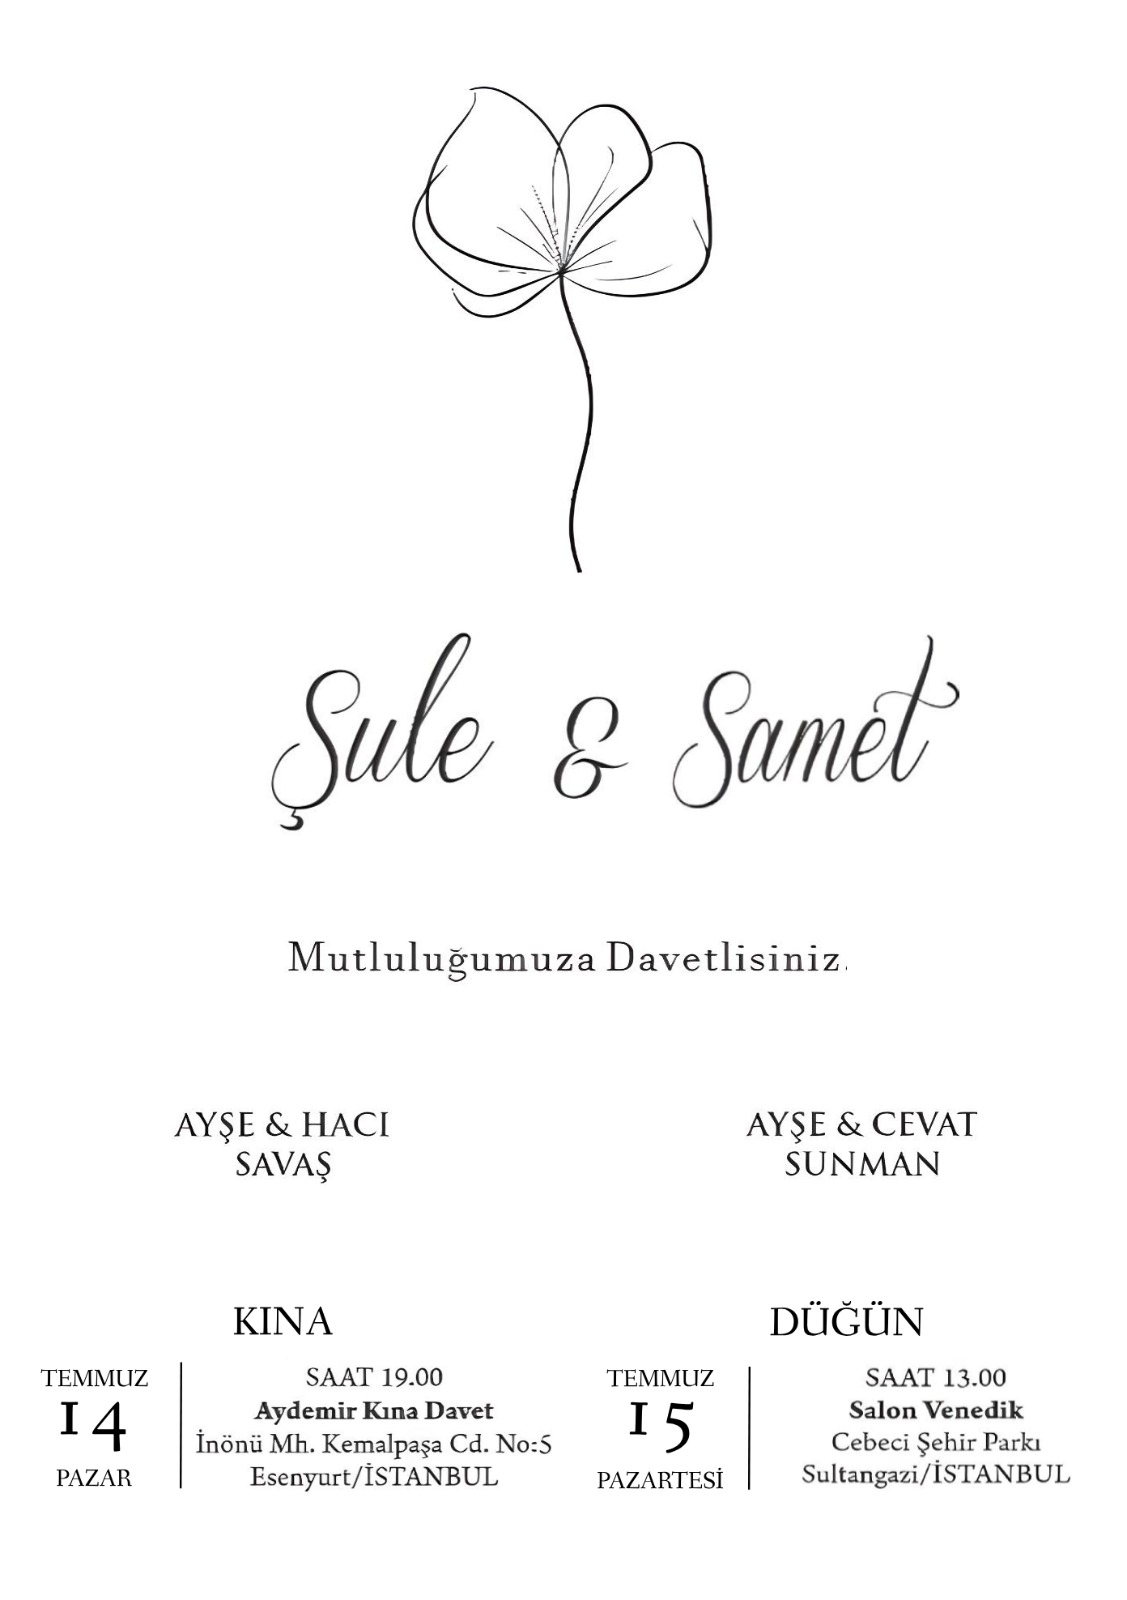 Şule & Samet
Mutluluğumuza Davetlisiniz.
AYŞE & HACI
SAVAŞ
AYŞE & CEVAT
SUNMAN
KINA
TEMMUZ
14
PAZAR
SAAT 19.00
Aydemir Kına Davet
İnönü Mh. Kemalpaşa Cd. No:5
Esenyurt/İSTANBUL
DÜĞÜN
TEMMUZ
15
PAZARTESİ
SAAT 13.00
Salon Venedik
Cebeci Şehir Parkı
Sultangazi/İSTANBUL